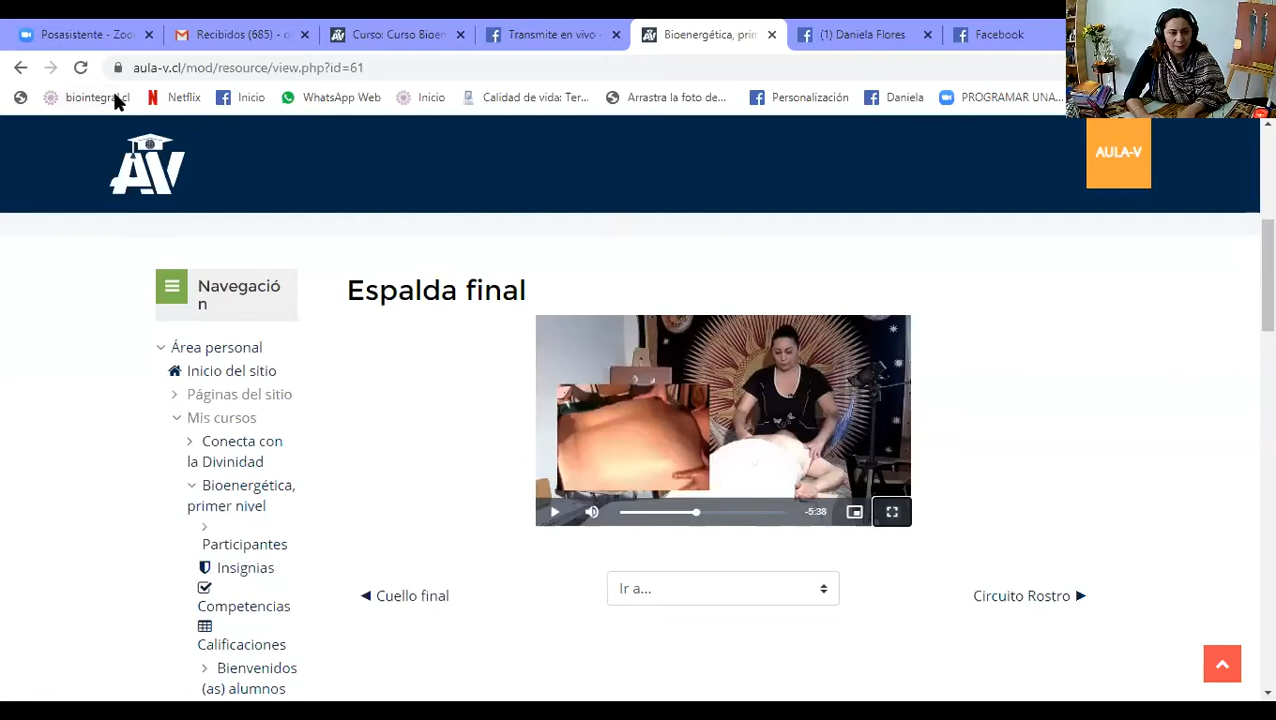 Posasistente - Zoo
Recibidos (685) - d
Curso: Curso Bioen
Transmite en vivo
Bioenergética, prim
(1) Daniela Flores
Facebook
aula-v.cl/mod/resource/view.php?id=61
biointegral.cl
Netflix
Inicio
WhatsApp Web
Inicio
Calidad de vida: Ter...
Arrastra la foto de...
Personalización
Daniela
PROGRAMAR UNA...
AV
AULA-V
Navegació
n
Espalda final
Área personal
Inicio del sitio
Páginas del sitio
Mis cursos
Conecta con
la Divinidad
Bioenergética,
primer nivel
Participantes
Insignias
Competencias
Calificaciones
Bienvenidos
(as) alumnos
-5:38
◀ Cuello final
Ir a...
Circuito Rostro ▶